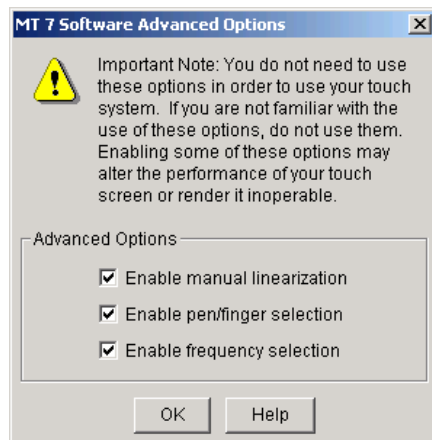 MT 7 Software Advanced Options
Important Note: You do not need to use
these options in order to use your touch
system. If you are not familiar with the
use of these options, do not use them.
Enabling some of these options may
alter the performance of your touch
screen or render it inoperable.
Advanced Options
Enable manual linearization
Enable pen/finger selection
Enable frequency selection
OK
Help